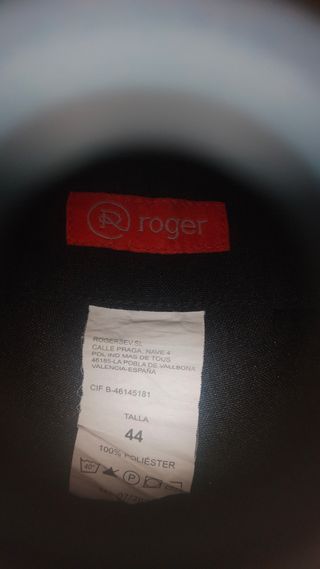 R roger
ROGERSEV.SL
CALLE PRAGA, NAVE 4
POL.IND MAS DE TOUS
46185-LA POBLA DE VALLBONA
VALENCIA-ESPAÑA
CIF B-46145181
TALLA
44
100% POLIÉSTER
40° P